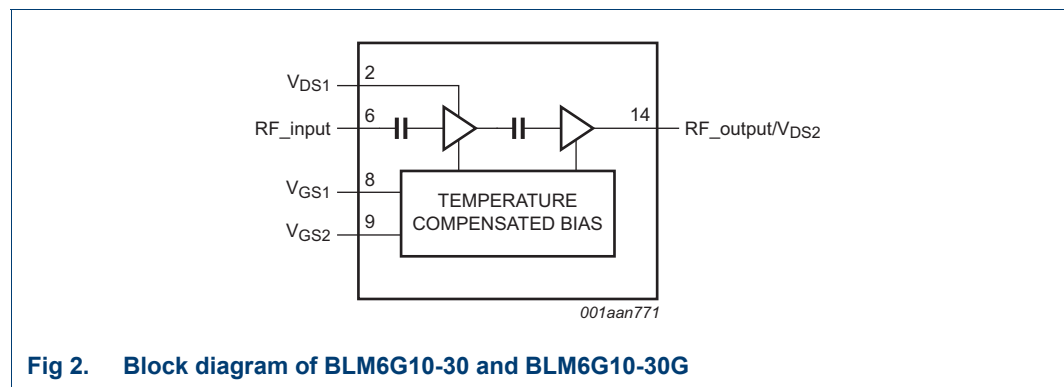 2
VDS1
6
RF_input
14
RF_output/VDS2
8
VGS1
9
VGS2
TEMPERATURE
COMPENSATED BIAS
001aan771
Fig 2. Block diagram of BLM6G10-30 and BLM6G10-30G